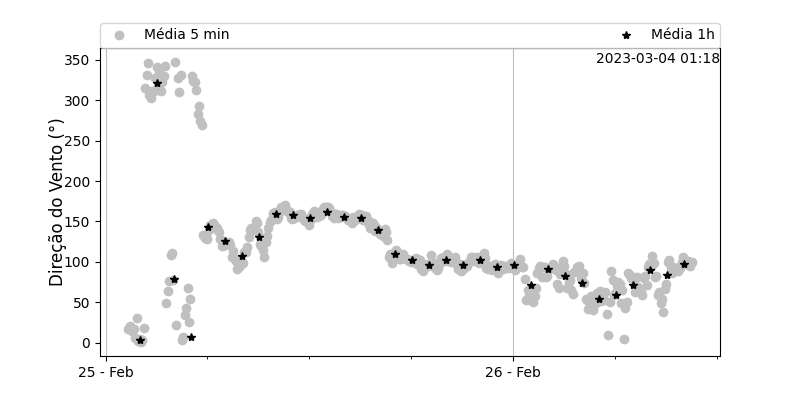 Média 5 min
Média 1h
2023-03-04 01:18
Direção do Vento (°)
350
300
250
200
150
100
50
0
25 - Feb
26 - Feb